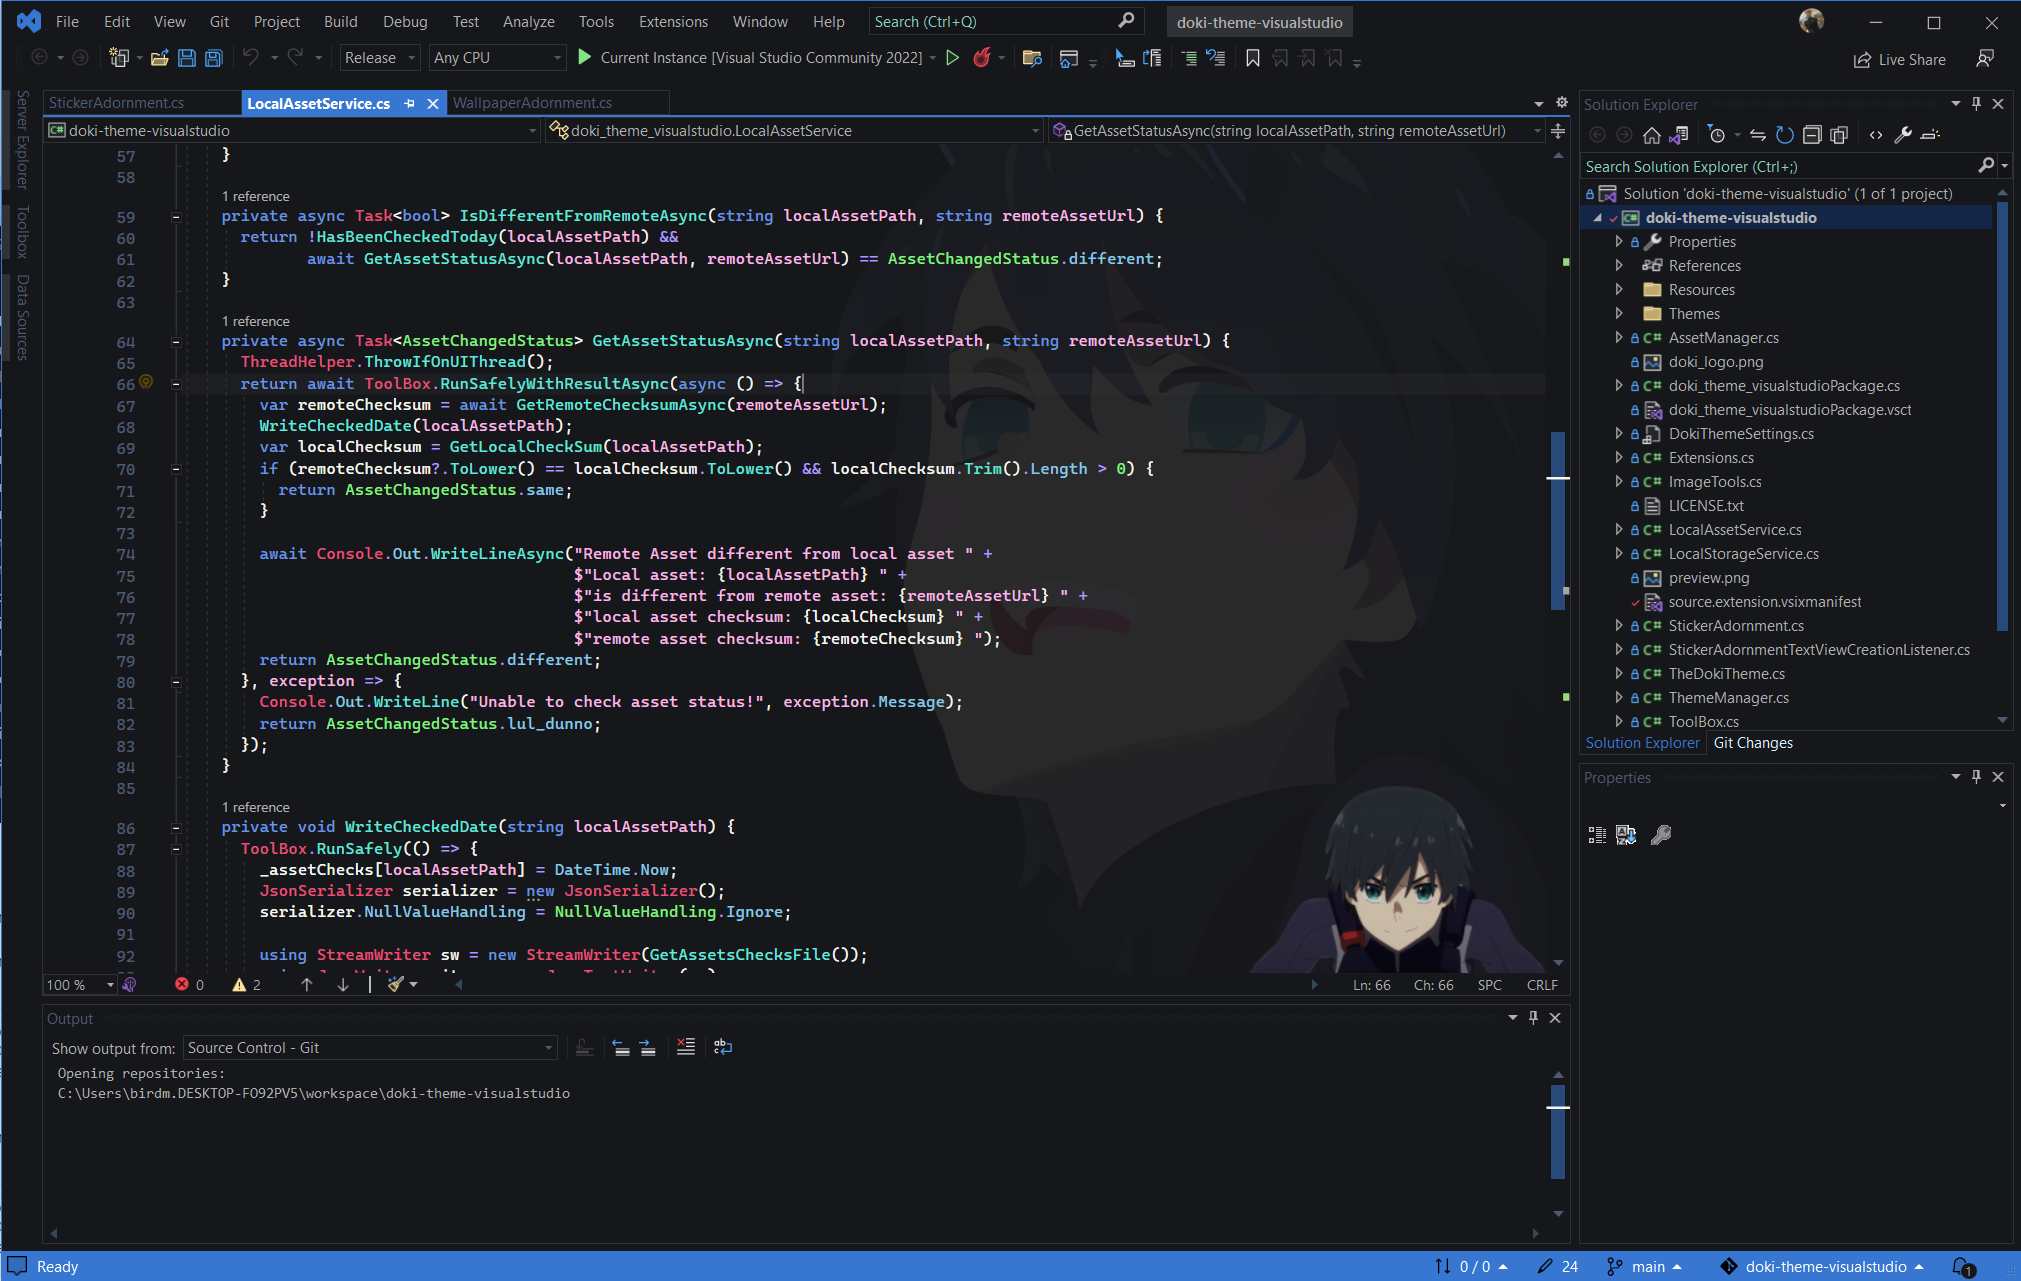 File Edit View Git Project Build Debug Test Analyze Tools Extensions Window Help Search (Ctrl+Q) doki-theme-visualstudio
Release Any CPU Current Instance [Visual Studio Community 2022] Live Share
Server Explorer
Toolbox
Data Sources
StickerAdornment.cs LocalAssetService.cs WallpaperAdornment.cs
doki-theme-visualstudio doki_theme_visualstudio.LocalAssetService GetAssetStatusAsync(string localAssetPath, string remoteAssetUrl)
57 }
58
1 reference
59 private async Task<bool> IsDifferentFromRemoteAsync(string localAssetPath, string remoteAssetUrl) {
60 return !HasBeenCheckedToday(localAssetPath) &&
61 await GetAssetStatusAsync(localAssetPath, remoteAssetUrl) == AssetChangedStatus.different;
62 }
63
1 reference
64 private async Task<AssetChangedStatus> GetAssetStatusAsync(string localAssetPath, string remoteAssetUrl) {
65 ThreadHelper.ThrowIfOnUIThread();
66 return await ToolBox.RunSafelyWithResultAsync(async () => {
67 var remoteChecksum = await GetRemoteChecksumAsync(remoteAssetUrl);
68 WriteCheckedDate(localAssetPath);
69 var localChecksum = GetLocalCheckSum(localAssetPath);
70 if (remoteChecksum?.ToLower() == localChecksum.ToLower() && localChecksum.Trim().Length > 0) {
71 return AssetChangedStatus.same;
72 }
73
74 await Console.Out.WriteLineAsync("Remote Asset different from local asset " +
75 $"Local asset: {localAssetPath} " +
76 $"is different from remote asset: {remoteAssetUrl} " +
77 $"local asset checksum: {localChecksum} " +
78 $"remote asset checksum: {remoteChecksum} ");
79 return AssetChangedStatus.different;
80 }, exception => {
81 Console.Out.WriteLine("Unable to check asset status!", exception.Message);
82 return AssetChangedStatus.lul_dunno;
83 });
84 }
85
1 reference
86 private void WriteCheckedDate(string localAssetPath) {
87 ToolBox.RunSafely(() => {
88 _assetChecks[localAssetPath] = DateTime.Now;
89 JsonSerializer serializer = new JsonSerializer();
90 serializer.NullValueHandling = NullValueHandling.Ignore;
91
92 using StreamWriter sw = new StreamWriter(GetAssetsChecksFile());
100 % 0 2 Ln: 66 Ch: 66 SPC CRLF
Output
Show output from: Source Control - Git
Opening repositories:
C:\Users\birdm.DESKTOP-FO92PV5\workspace\doki-theme-visualstudio
Solution Explorer
Search Solution Explorer (Ctrl+;)
Solution 'doki-theme-visualstudio' (1 of 1 project)
doki-theme-visualstudio
Properties
References
Resources
Themes
C# AssetManager.cs
doki_logo.png
C# doki_theme_visualstudioPackage.cs
doki_theme_visualstudioPackage.vsct
DokiThemeSettings.cs
C# Extensions.cs
C# ImageTools.cs
LICENSE.txt
C# LocalAssetService.cs
C# LocalStorageService.cs
preview.png
source.extension.vsixmanifest
C# StickerAdornment.cs
C# StickerAdornmentTextViewCreationListener.cs
C# TheDokiTheme.cs
C# ThemeManager.cs
C# ToolBox.cs
Solution Explorer Git Changes
Properties
Ready 0 / 0 24 main doki-theme-visualstudio 1